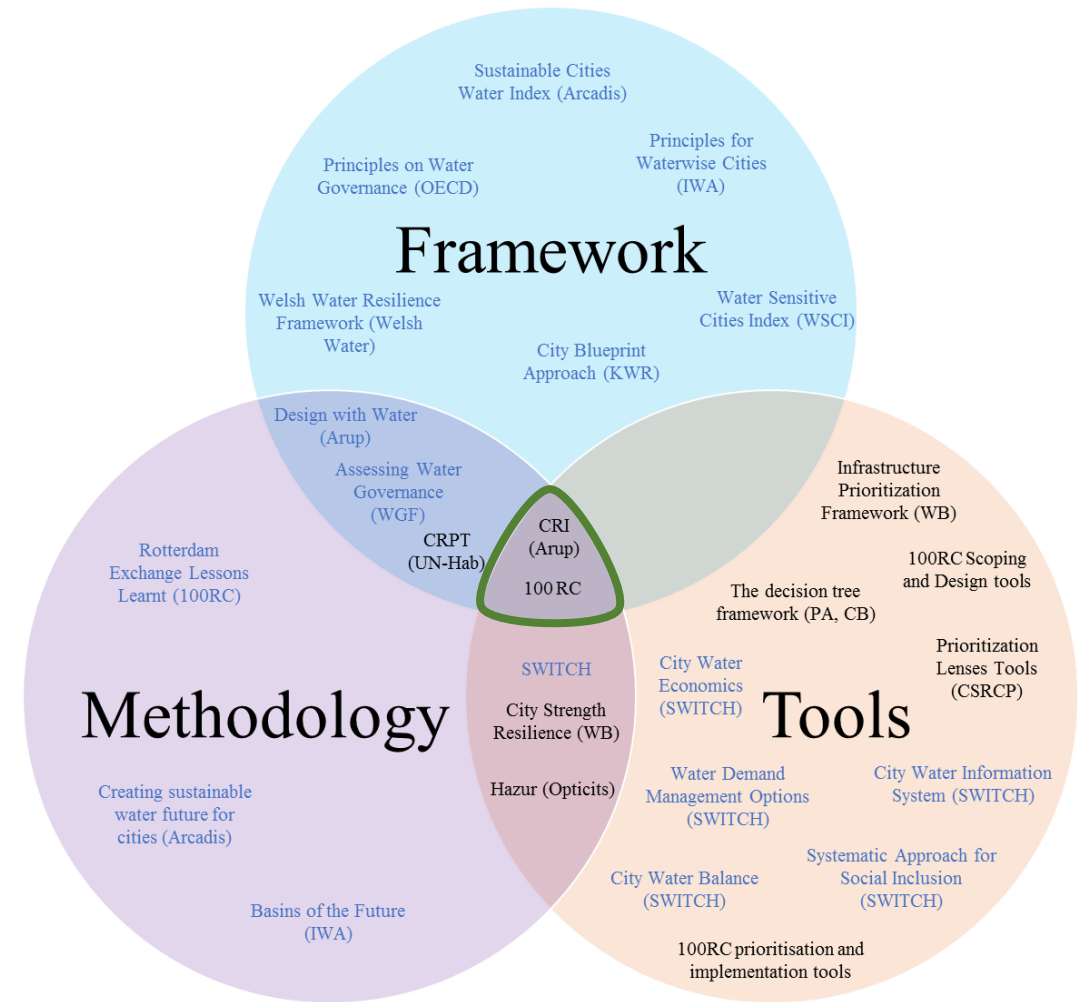 Sustainable Cities
Water Index (Arcadis)
Principles for
Waterwise Cities
(IWA)
Principles on Water
Governance (OECD)
Framework
Welsh Water Resilience
Framework (Welsh
Water)
Water Sensitive
Cities Index (WSCI)
City Blueprint
Approach (KWR)
Design with Water
(Arup)
Assessing Water
Governance
(WGF)
CRPT
(UN-Hab)
CRI
(Arup)
100 RC
Infrastructure
Prioritization
Framework (WB)
100RC Scoping
and Design tools
The decision tree
framework (PA, CB)
Prioritization
Lenses Tools
(CSRCP)
Rotterdam
Exchange Lessons
Learnt (100RC)
Methodology
SWITCH
City Strength
Resilience (WB)
Hazur (Opticits)
City Water
Economics
(SWITCH)
Tools
Water Demand
Management Options
(SWITCH)
City Water Information
System (SWITCH)
Creating sustainable
water future for
cities (Arcadis)
City Water Balance
(SWITCH)
Systematic Approach for
Social Inclusion
(SWITCH)
Basins of the Future
(IWA)
100RC prioritisation and
implementation tools